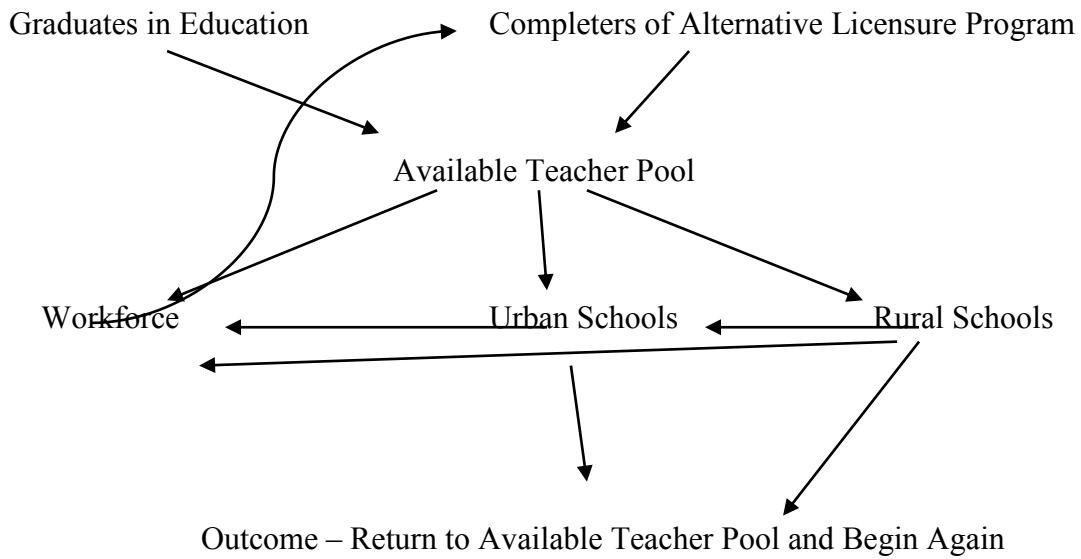 Graduates in Education
Completers of Alternative Licensure Program
Available Teacher Pool
Workforce
Urban Schools
Rural Schools
Outcome – Return to Available Teacher Pool and Begin Again